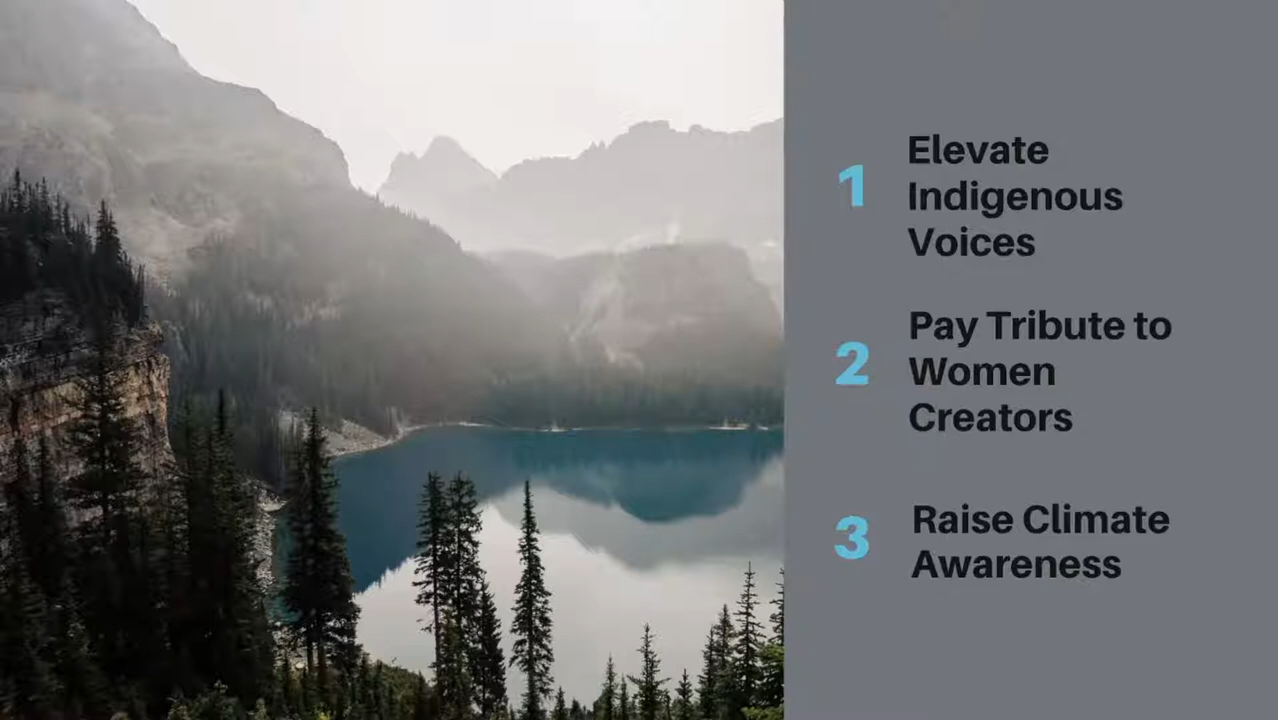 1
Elevate
Indigenous
Voices
2
Pay Tribute to
Women
Creators
3
Raise Climate
Awareness